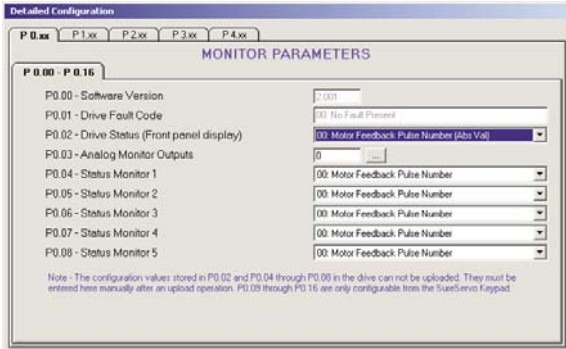 Detailed Configuration
P 0.xx P 1.xx P 2.xx P 3.xx P 4.xx
MONITOR PARAMETERS
P 0.00 - P 0.16
P0.00 - Software Version 2.001
P0.01 - Drive Fault Code 00: No Fault Present
P0.02 - Drive Status (Front panel display) 00: Motor Feedback Pulse Number (Abs Val)
P0.03 - Analog Monitor Outputs 0 ...
P0.04 - Status Monitor 1 00: Motor Feedback Pulse Number
P0.05 - Status Monitor 2 00: Motor Feedback Pulse Number
P0.06 - Status Monitor 3 00: Motor Feedback Pulse Number
P0.07 - Status Monitor 4 00: Motor Feedback Pulse Number
P0.08 - Status Monitor 5 00: Motor Feedback Pulse Number
Note - The configuration values stored in P0.02 and P0.04 through P0.08 in the drive can not be uploaded. They must be
entered here manually after an upload operation. P0.09 through P0.16 are only configurable from the SureServo Keypad